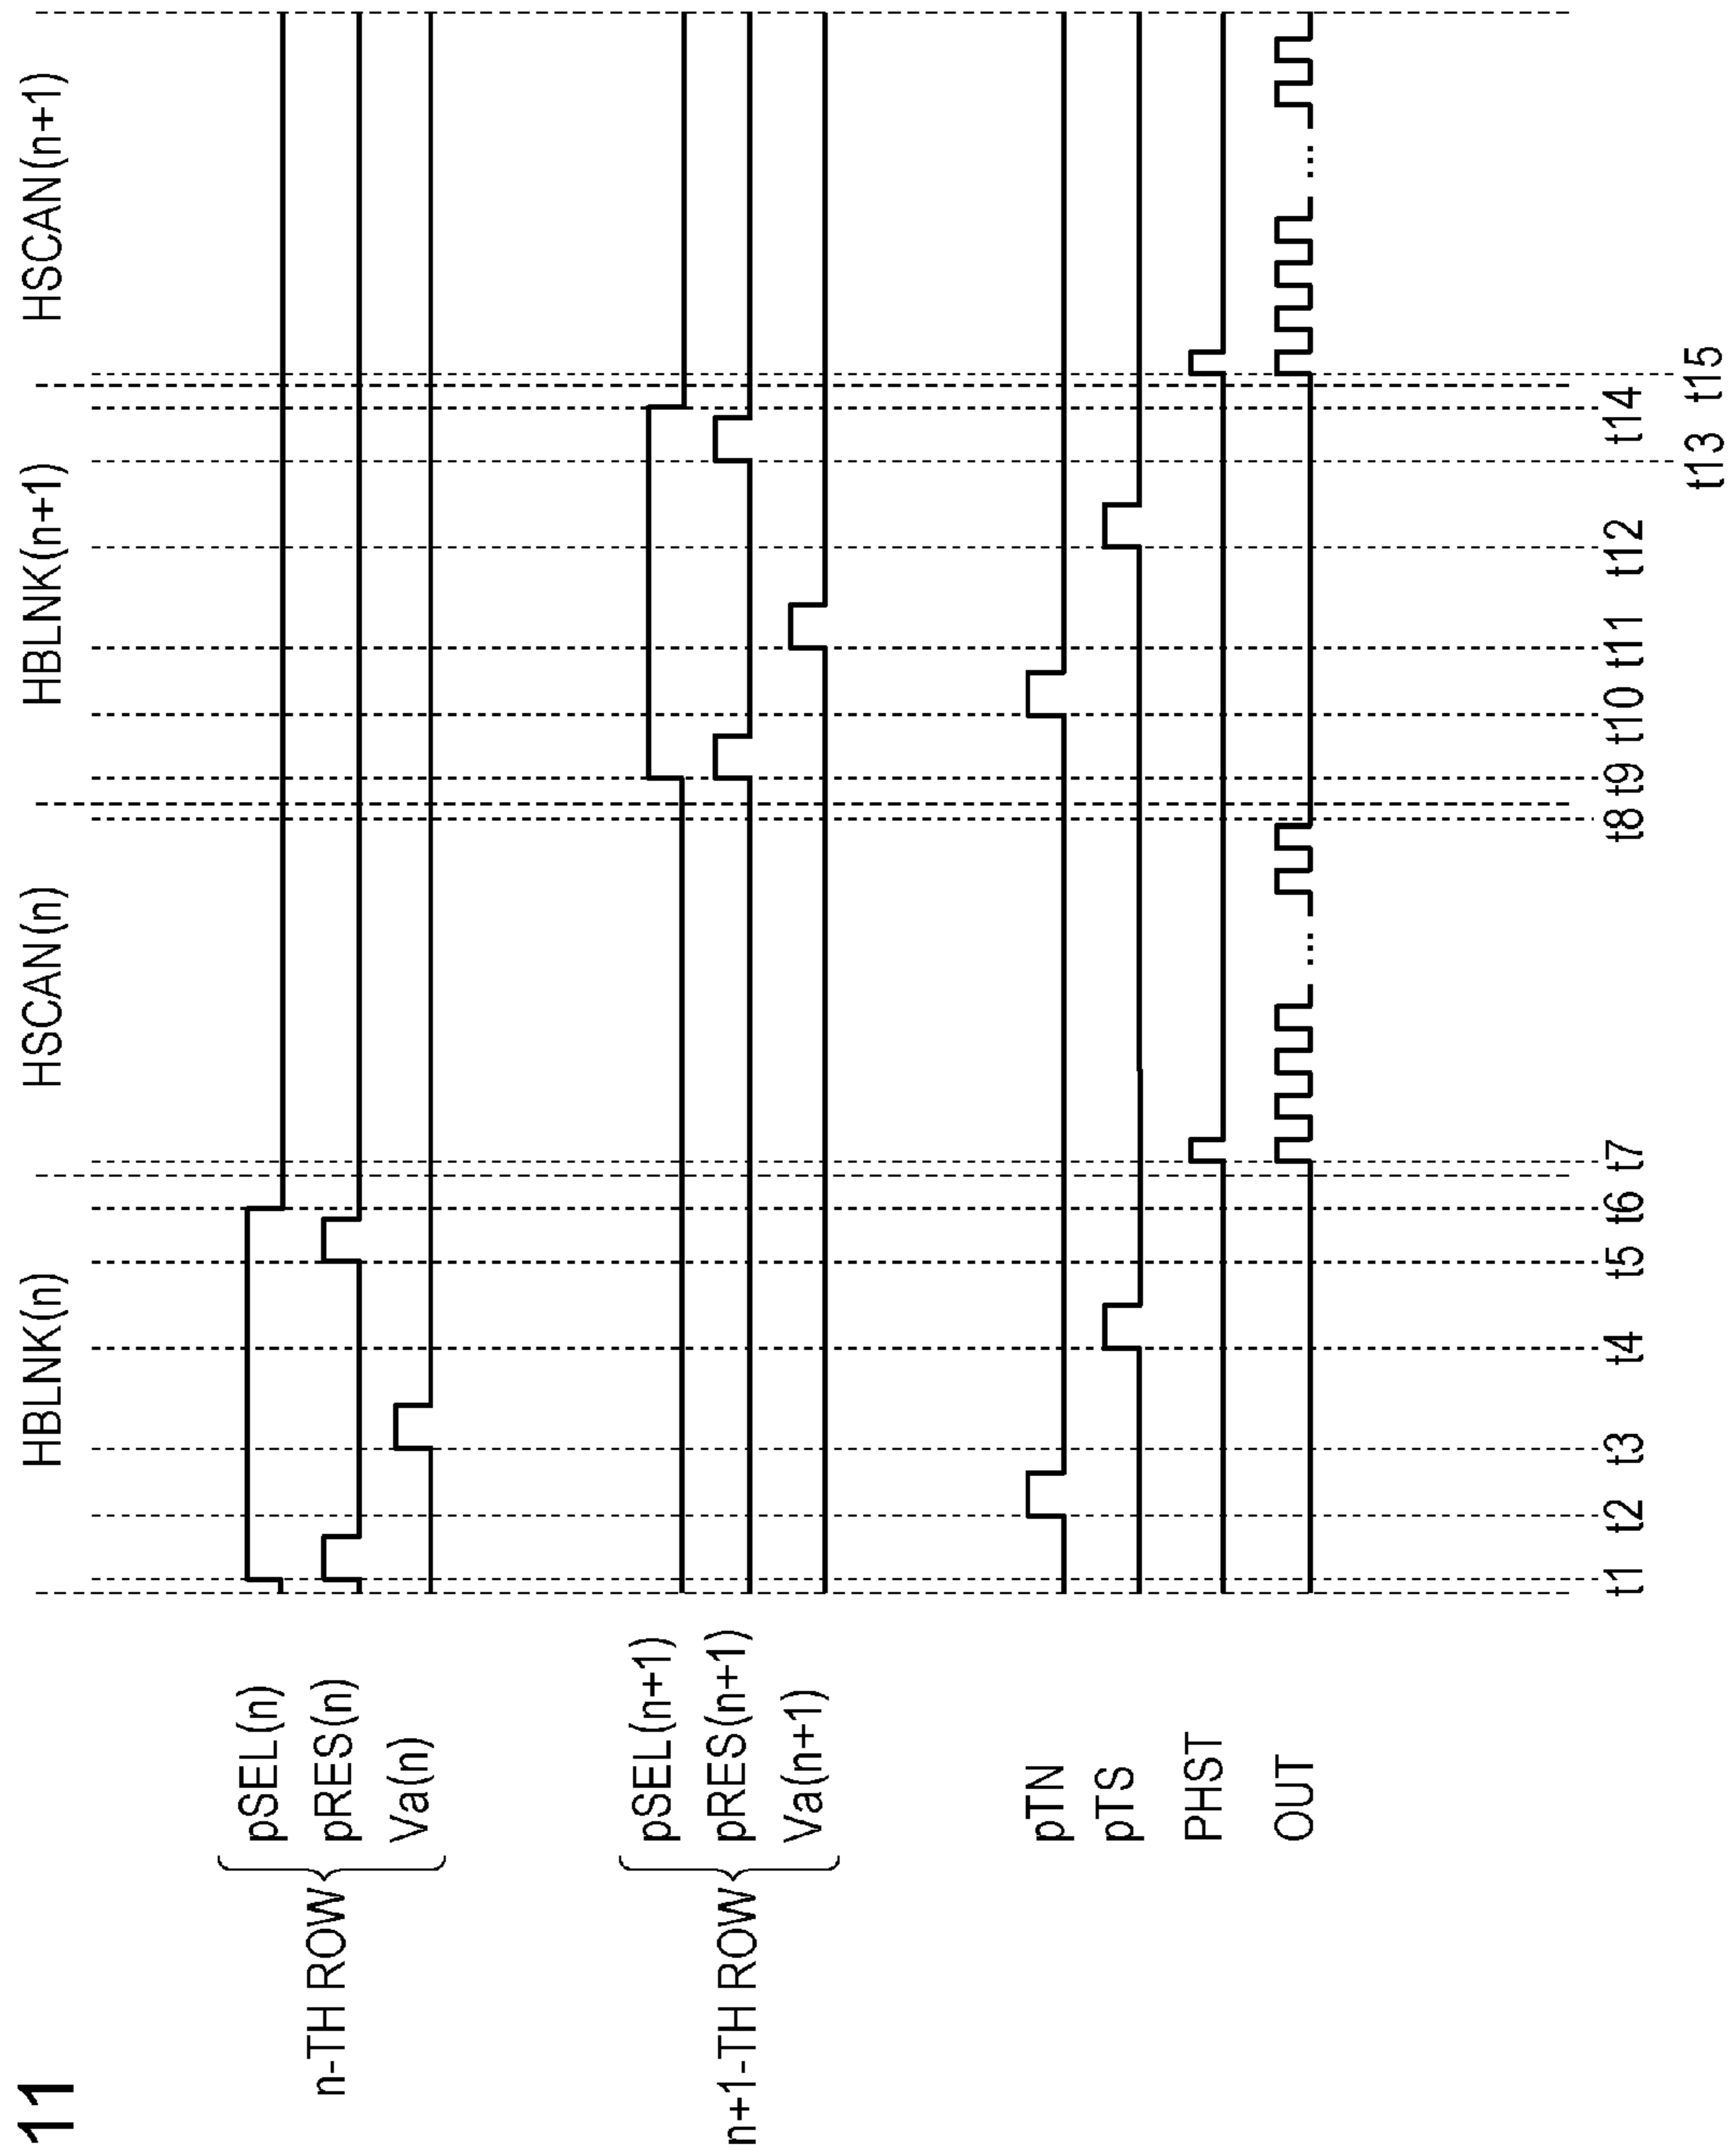 11
HBLNK(n) HSCAN(n) HBLNK(n+1) HSCAN(n+1)
n-TH ROW
pSEL(n)
pRES(n)
Va(n)
n+1-TH ROW
pSEL(n+1)
pRES(n+1)
Va(n+1)
pTN
pTS
PHST
OUT
... ...
t1 t2 t3 t4 t5 t6 t7 t8 t9 t10 t11 t12 t14
t13 t15